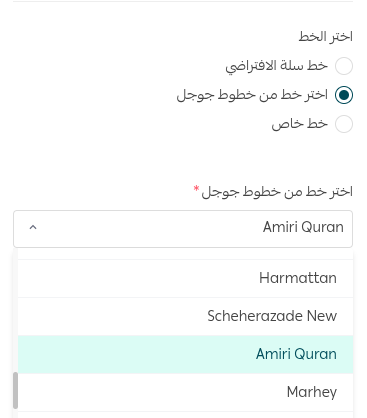 اختر الخط
خط سلة الافتراضي
اختر خط من خطوط جوجل
خط خاص
اختر خط من خطوط جوجل*
Amiri Quran
Harmattan
Scheherazade New
Amiri Quran
Marhey